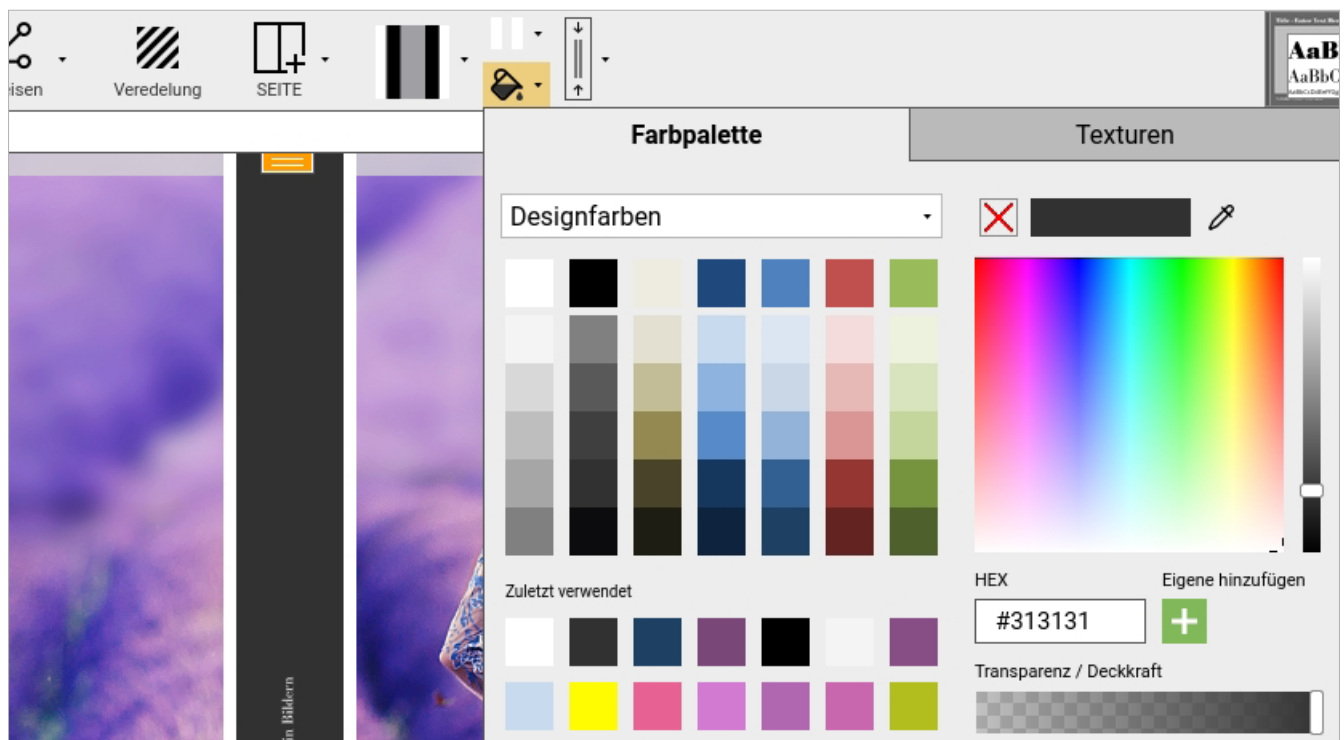 eisen
Veredelung
SEITE
AaB
AaBbC
Farbpalette
Texturen
Designfarben
Zuletzt verwendet
HEX
Eigene hinzufügen
#313131
Transparenz / Deckkraft
in Bildern